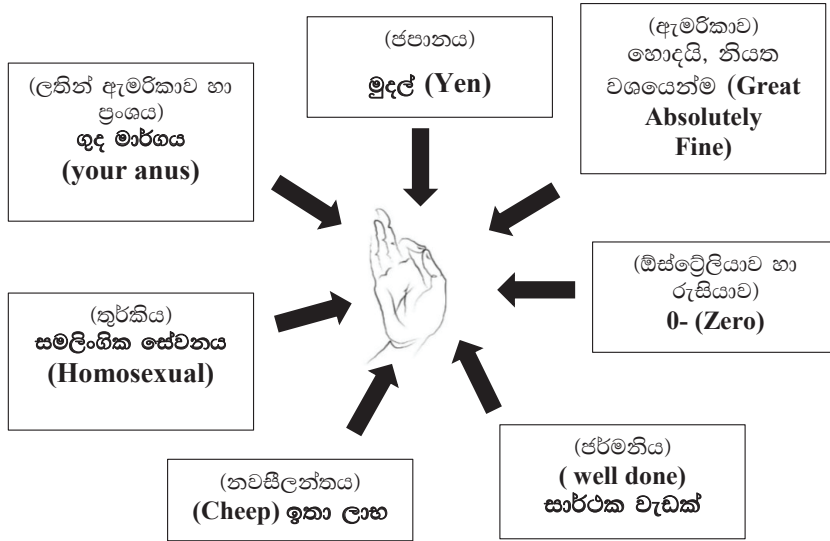 (ජපානය)
මුදල් (Yen)
(ඇමරිකාව)
හොදයි, නියත
වශයෙන්ම (Great
Absolutely
Fine)
(ලතින් ඇමරිකාව හා
ප්‍රංශය)
ගුද මාර්ගය
(your anus)
(ඕස්ට්‍රේලියාව හා
රුසියාව)
0- (Zero)
(තුර්කිය)
සමලිංගික සේවනය
(Homosexual)
(ජර්මනිය)
( well done)
සාර්ථක වැඩක්
(නවසීලන්තය)
(Cheep) ඉතා ලාභ